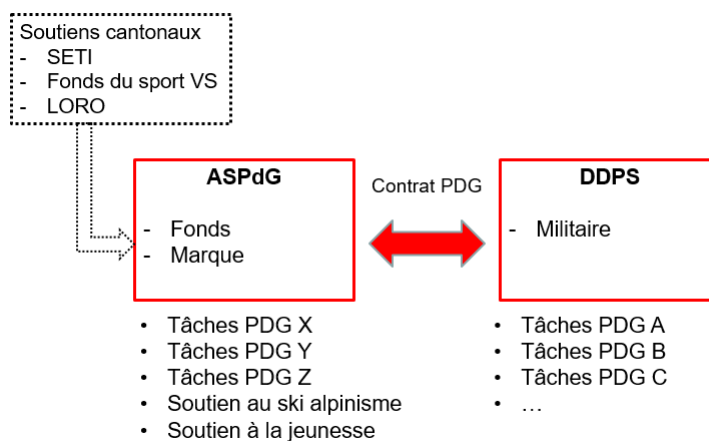 Soutiens cantonaux
- SETI
- Fonds du sport VS
- LORO
ASPdG
- Fonds
- Marque
Contrat PDG
DDPS
- Militaire
• Tâches PDG X
• Tâches PDG Y
• Tâches PDG Z
• Soutien au ski alpinisme
• Soutien à la jeunesse
• Tâches PDG A
• Tâches PDG B
• Tâches PDG C
• …